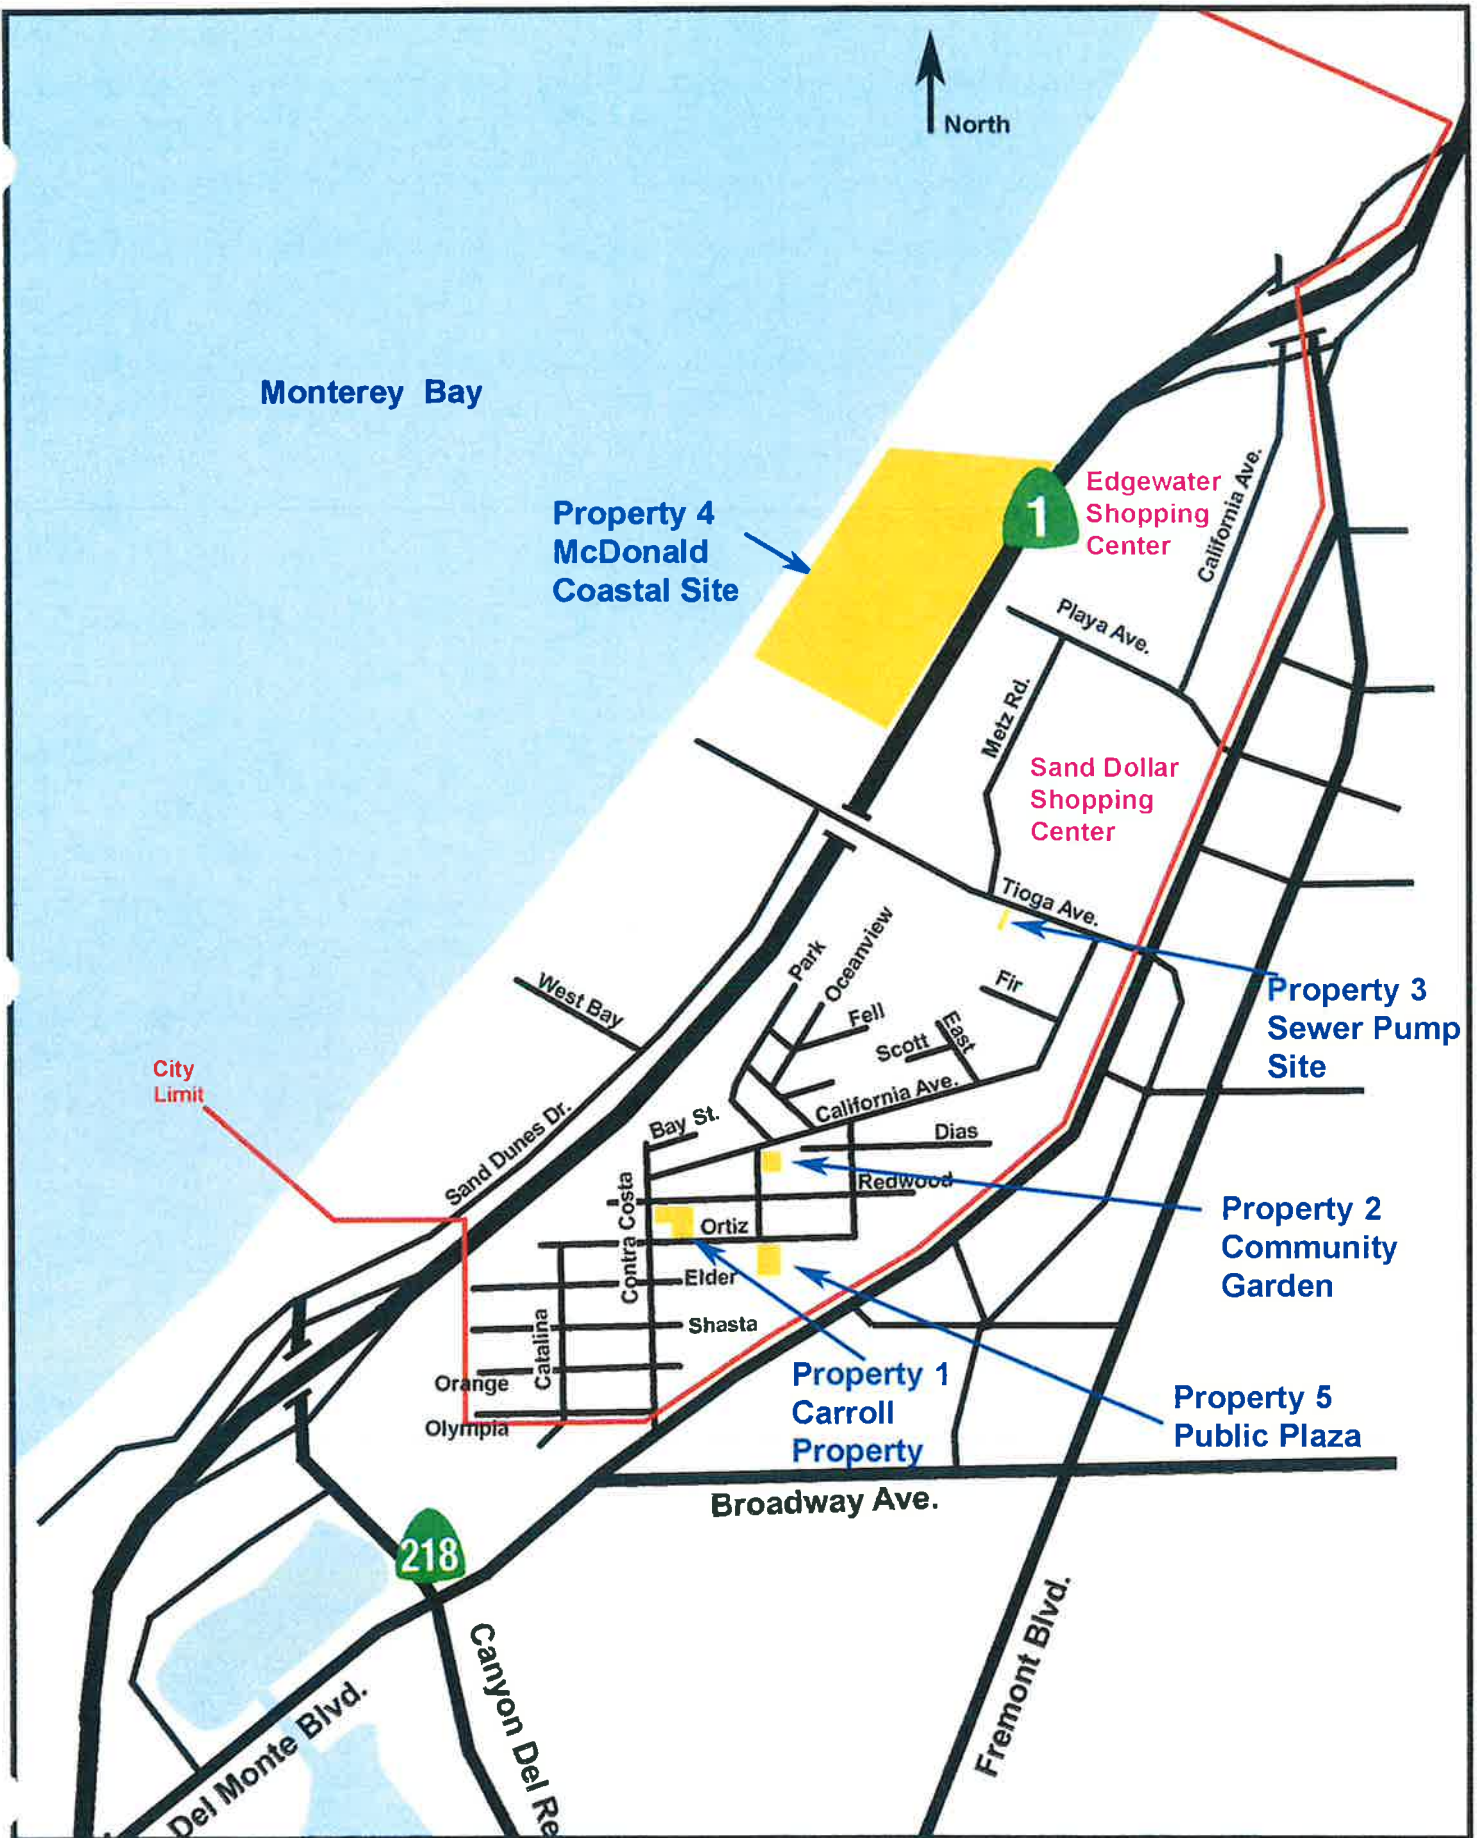 North
Monterey Bay
Property 4
McDonald
Coastal Site
1
Edgewater
Shopping
Center
California Ave.
Playa Ave.
Metz Rd.
Sand Dollar
Shopping
Center
Tioga Ave.
Park
Oceanview
Fir
Fell
East
Scott
West Bay
Property 3
Sewer Pump
Site
City
Limit
California Ave.
Sand Dunes Dr.
Bay St.
Dias
Redwood
Contra Costa
Ortiz
Property 2
Community
Garden
Elder
Shasta
Catalina
Orange
Olympia
Property 1
Carroll
Property
Property 5
Public Plaza
Broadway Ave.
218
Canyon Del Re
Del Monte Blvd.
Fremont Blvd.